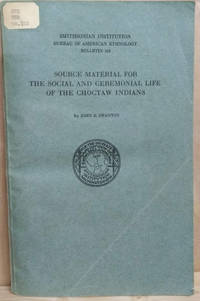 SMITHSONIAN INSTITUTION
BUREAU OF AMERICAN ETHNOLOGY
BULLETIN 103
SOURCE MATERIAL FOR
THE SOCIAL AND CEREMONIAL LIFE
OF THE CHOCTAW INDIANS
by JOHN R. SWANTON